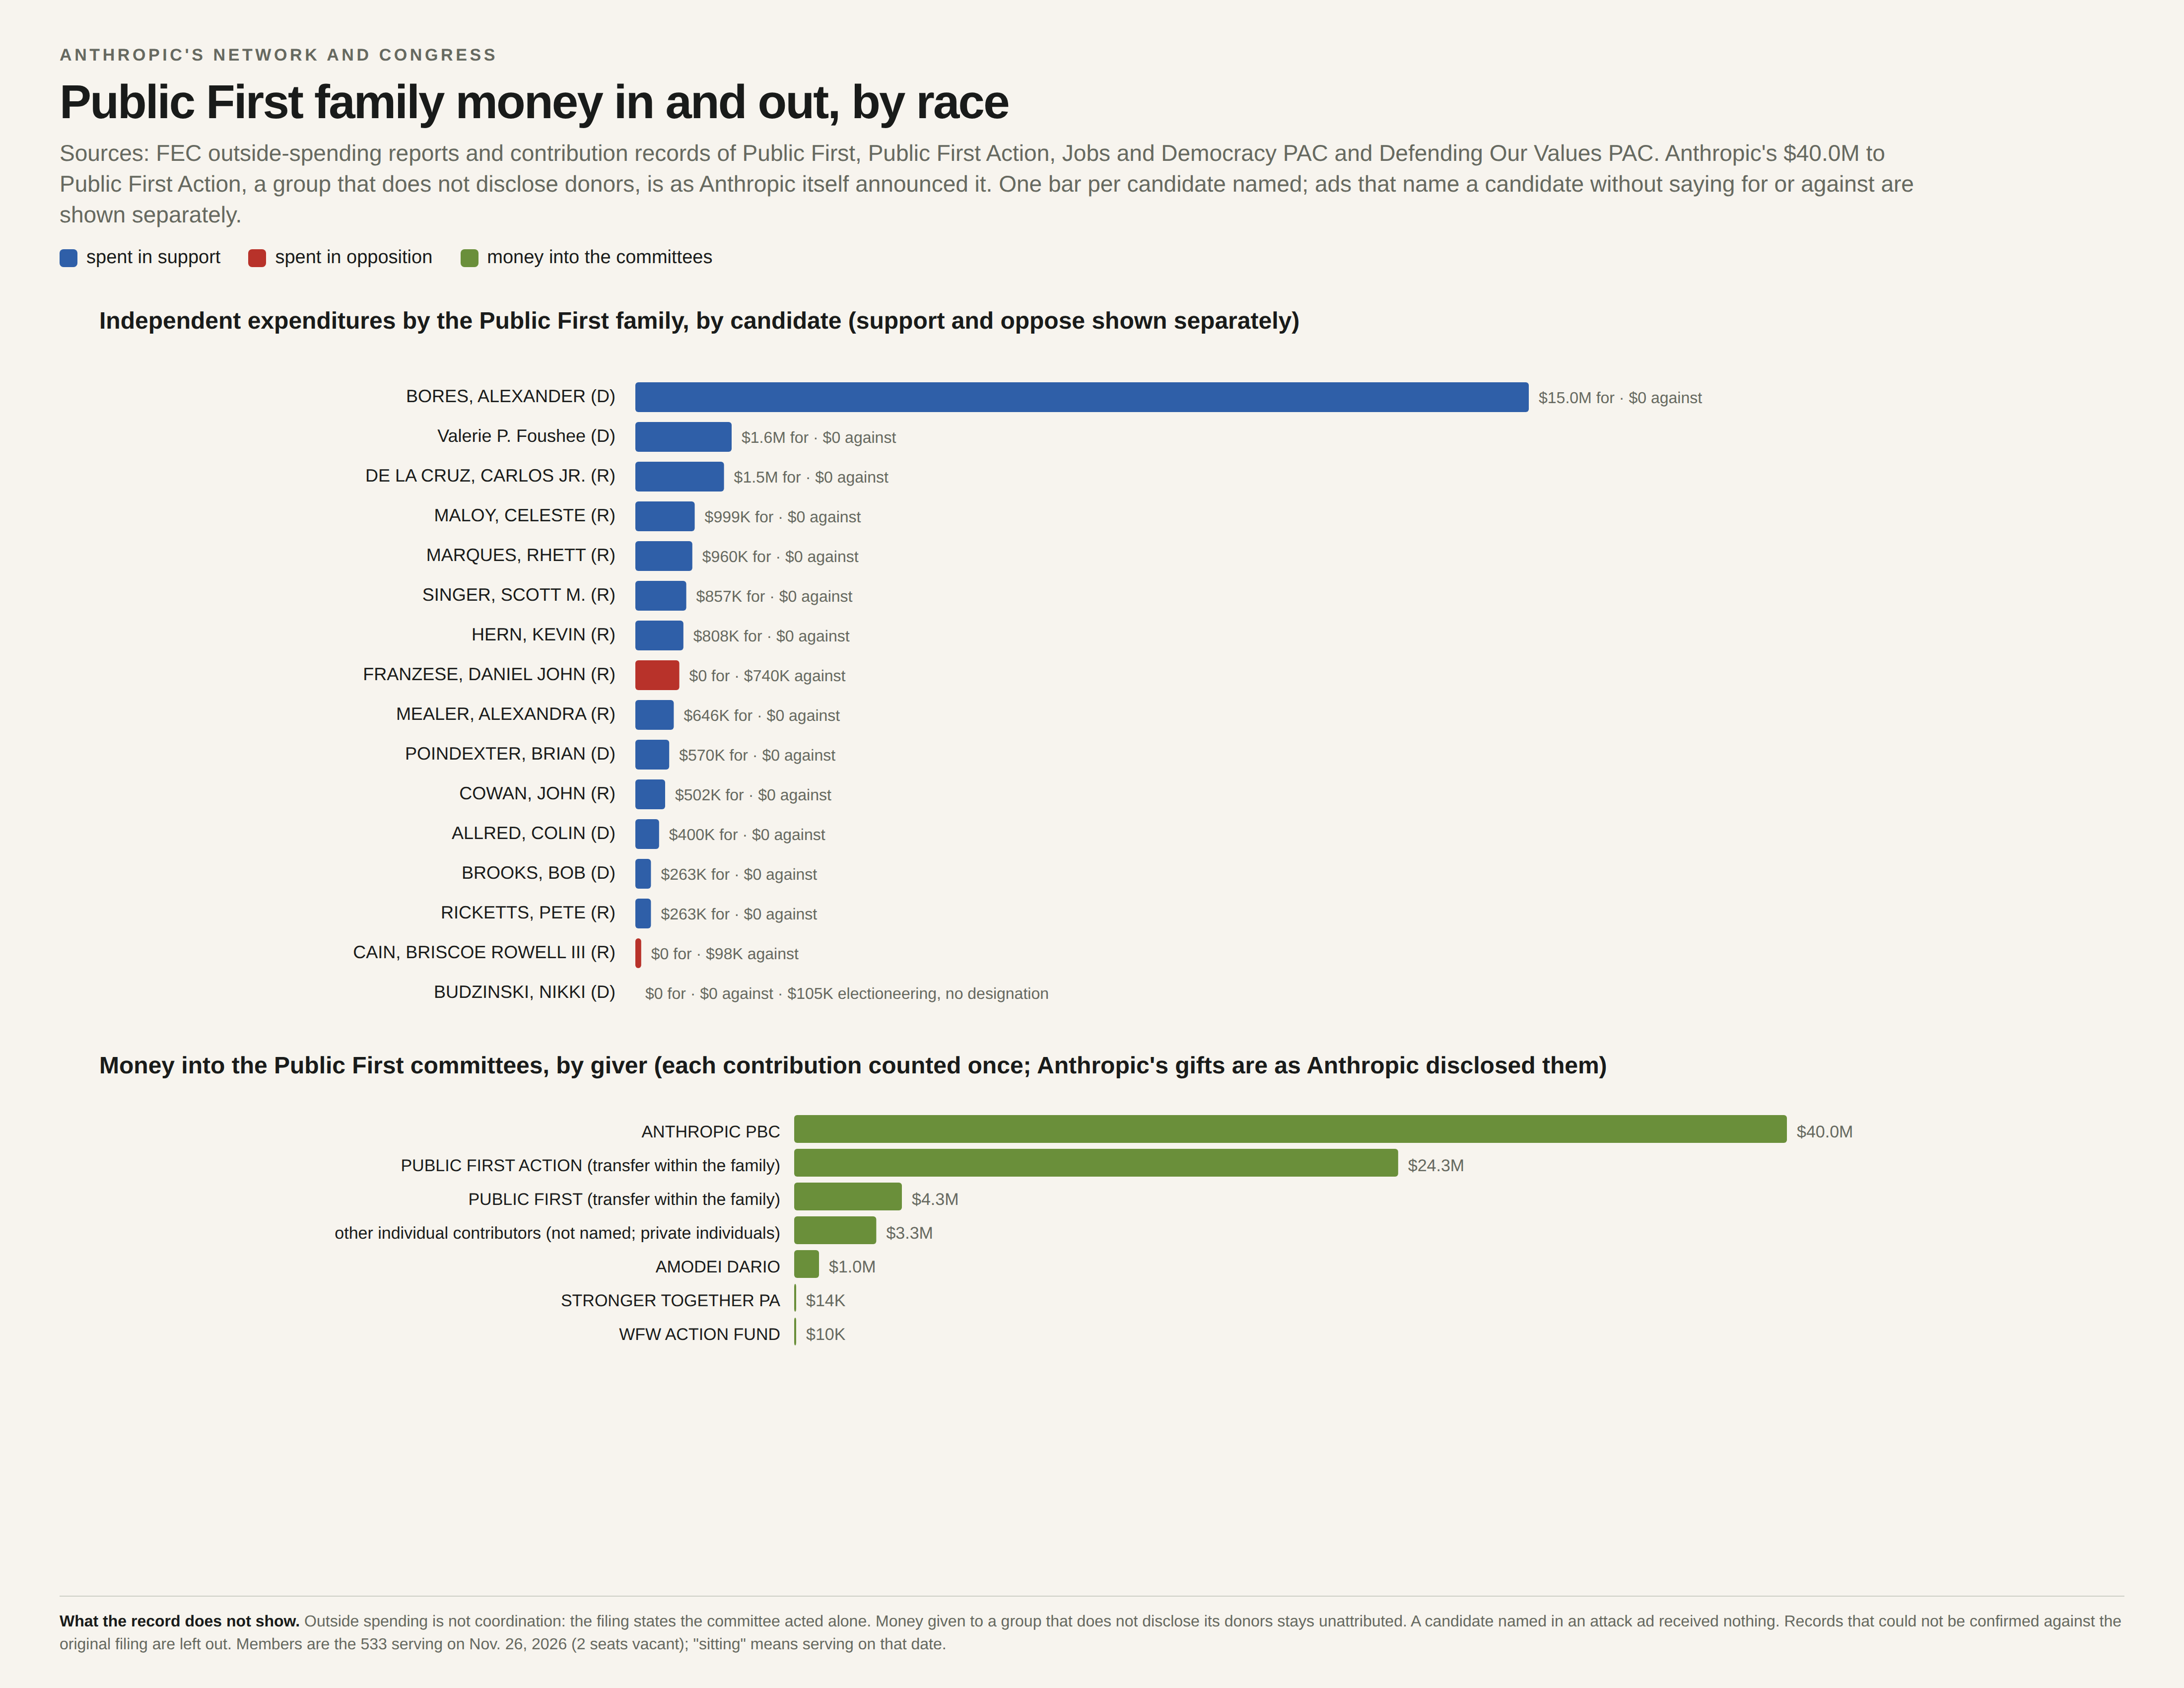 ANTHROPIC'S NETWORK AND CONGRESS
Public First family money in and out, by race
Sources: FEC outside-spending reports and contribution records of Public First, Public First Action, Jobs and Democracy PAC and Defending Our Values PAC. Anthropic's $40.0M to
Public First Action, a group that does not disclose donors, is as Anthropic itself announced it. One bar per candidate named; ads that name a candidate without saying for or against are
shown separately.
spent in support spent in opposition money into the committees
Independent expenditures by the Public First family, by candidate (support and oppose shown separately)
BORES, ALEXANDER (D) $15.0M for · $0 against
Valerie P. Foushee (D) $1.6M for · $0 against
DE LA CRUZ, CARLOS JR. (R) $1.5M for · $0 against
MALOY, CELESTE (R) $999K for · $0 against
MARQUES, RHETT (R) $960K for · $0 against
SINGER, SCOTT M. (R) $857K for · $0 against
HERN, KEVIN (R) $808K for · $0 against
FRANZESE, DANIEL JOHN (R) $0 for · $740K against
MEALER, ALEXANDRA (R) $646K for · $0 against
POINDEXTER, BRIAN (D) $570K for · $0 against
COWAN, JOHN (R) $502K for · $0 against
ALLRED, COLIN (D) $400K for · $0 against
BROOKS, BOB (D) $263K for · $0 against
RICKETTS, PETE (R) $263K for · $0 against
CAIN, BRISCOE ROWELL III (R) $0 for · $98K against
BUDZINSKI, NIKKI (D) $0 for · $0 against · $105K electioneering, no designation
Money into the Public First committees, by giver (each contribution counted once; Anthropic's gifts are as Anthropic disclosed them)
ANTHROPIC PBC $40.0M
PUBLIC FIRST ACTION (transfer within the family) $24.3M
PUBLIC FIRST (transfer within the family) $4.3M
other individual contributors (not named; private individuals) $3.3M
AMODEI DARIO $1.0M
STRONGER TOGETHER PA $14K
WFW ACTION FUND $10K
What the record does not show. Outside spending is not coordination: the filing states the committee acted alone. Money given to a group that does not disclose its donors stays unattributed. A candidate named in an attack ad received nothing. Records that could not be confirmed against the
original filing are left out. Members are the 533 serving on Nov. 26, 2026 (2 seats vacant); "sitting" means serving on that date.